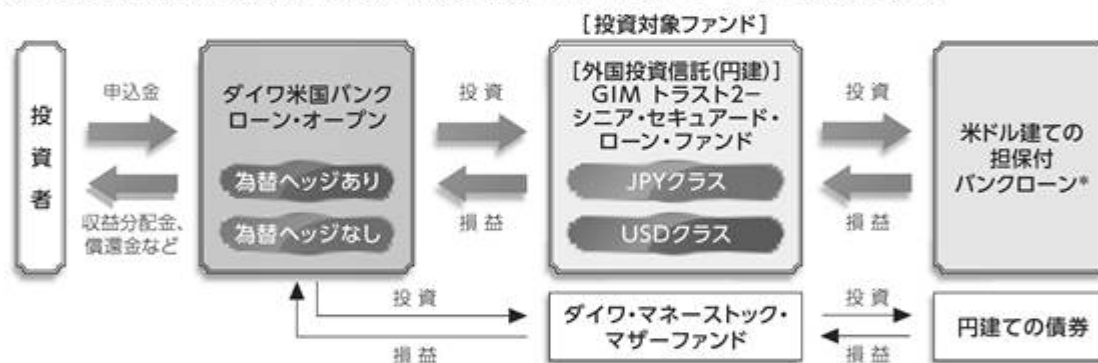 [投資対象ファンド]
投資者
申込金
収益分配金、
償還金など
ダイワ米国バンク
ローン・オープン
為替ヘッジあり
為替ヘッジなし
投資
損益
[外国投資信託(円建)]
GIM トラスト2−
シニア・セキュアード・
ローン・ファンド
JPYクラス
USDクラス
投資
損益
米ドル建ての
担保付
バンクローン*
投資
損益
ダイワ・マネーストック・
マザーファンド
投資
損益
円建ての債券